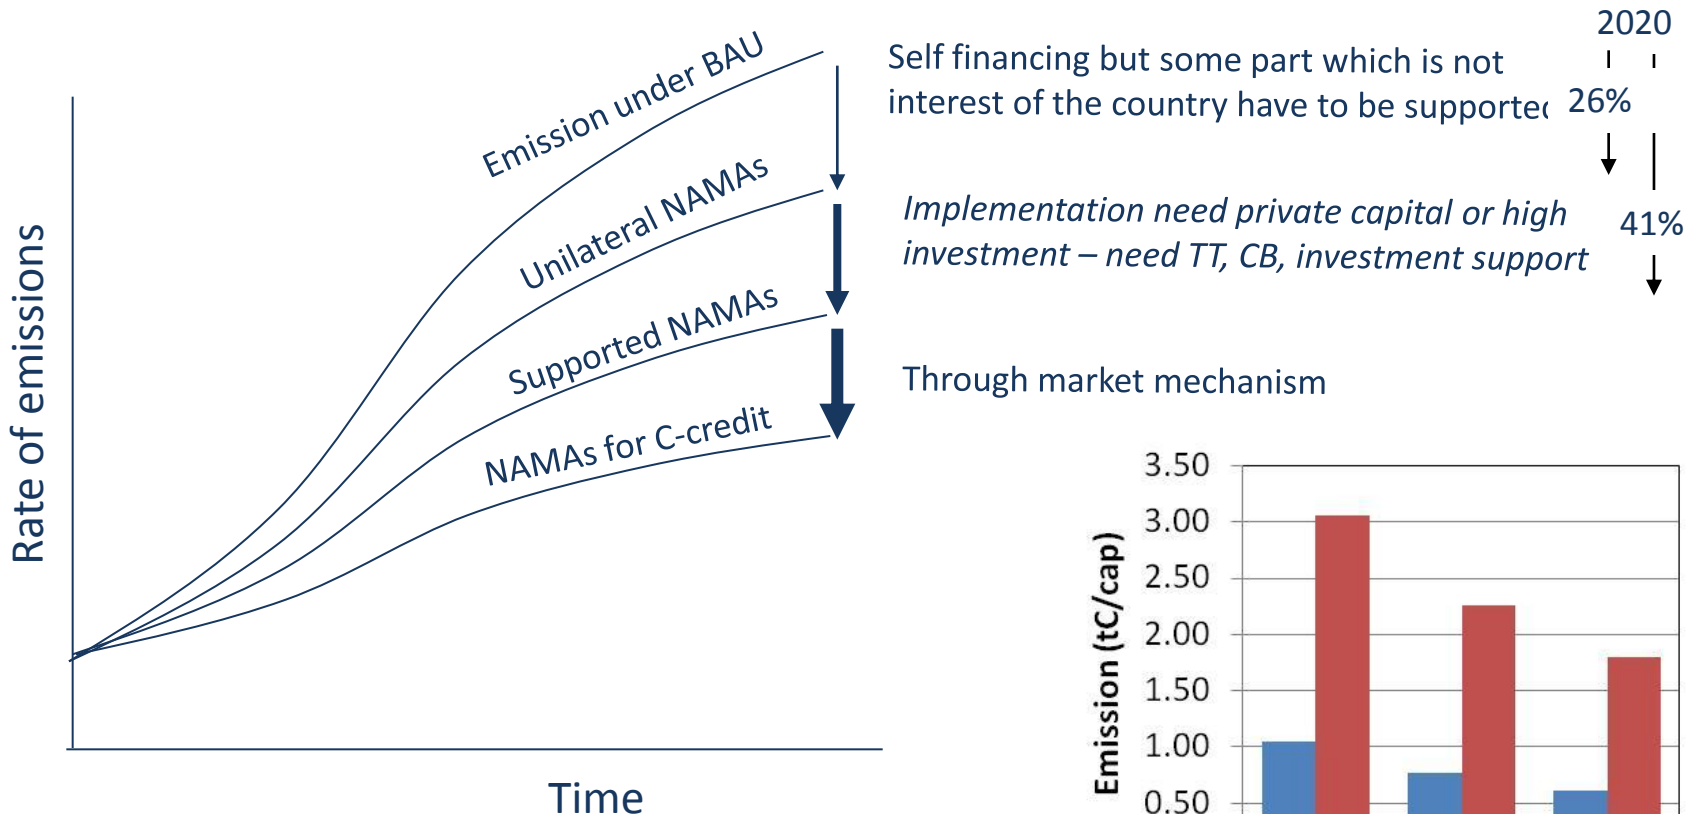 2020
Self financing but some part which is not
interest of the country have to be supported
26%
Emission under BAU
Unilateral NAMAs
Implementation need private capital or high
investment – need TT, CB, investment support
41%
Supported NAMAs
Through market mechanism
NAMAs for C-credit
Rate of emissions
Time
Emission (tC/cap)
3.50
3.00
2.50
2.00
1.50
1.00
0.50